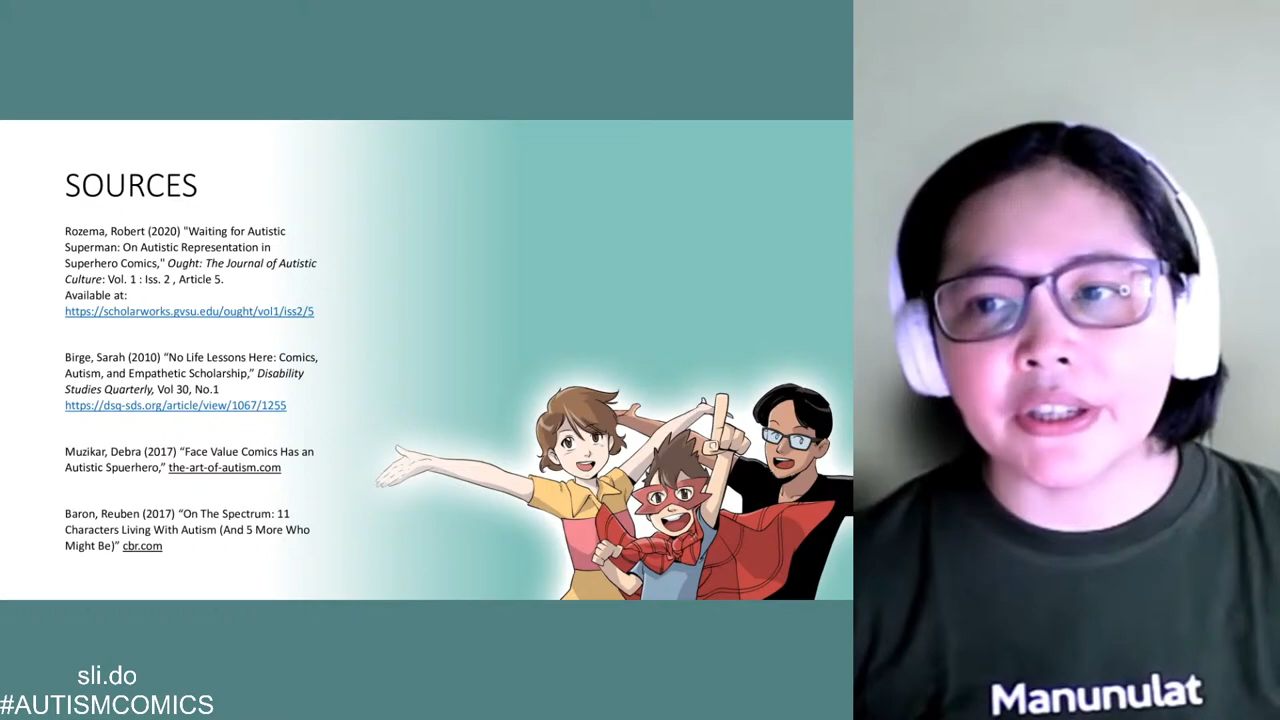 SOURCES
Rozema, Robert (2020) "Waiting for Autistic
Superman: On Autistic Representation in
Superhero Comics," Ought: The Journal of Autistic
Culture: Vol. 1 : Iss. 2 , Article 5.
Available at:
https://scholarworks.gvsu.edu/ought/vol1/iss2/5
Birge, Sarah (2010) “No Life Lessons Here: Comics,
Autism, and Empathetic Scholarship,” Disability
Studies Quarterly, Vol 30, No.1
https://dsq-sds.org/article/view/1067/1255
Muzikar, Debra (2017) “Face Value Comics Has an
Autistic Spuerhero,” the-art-of-autism.com
Baron, Reuben (2017) “On The Spectrum: 11
Characters Living With Autism (And 5 More Who
Might Be)” cbr.com
sli.do
#AUTISMCOMICS
Manunulat